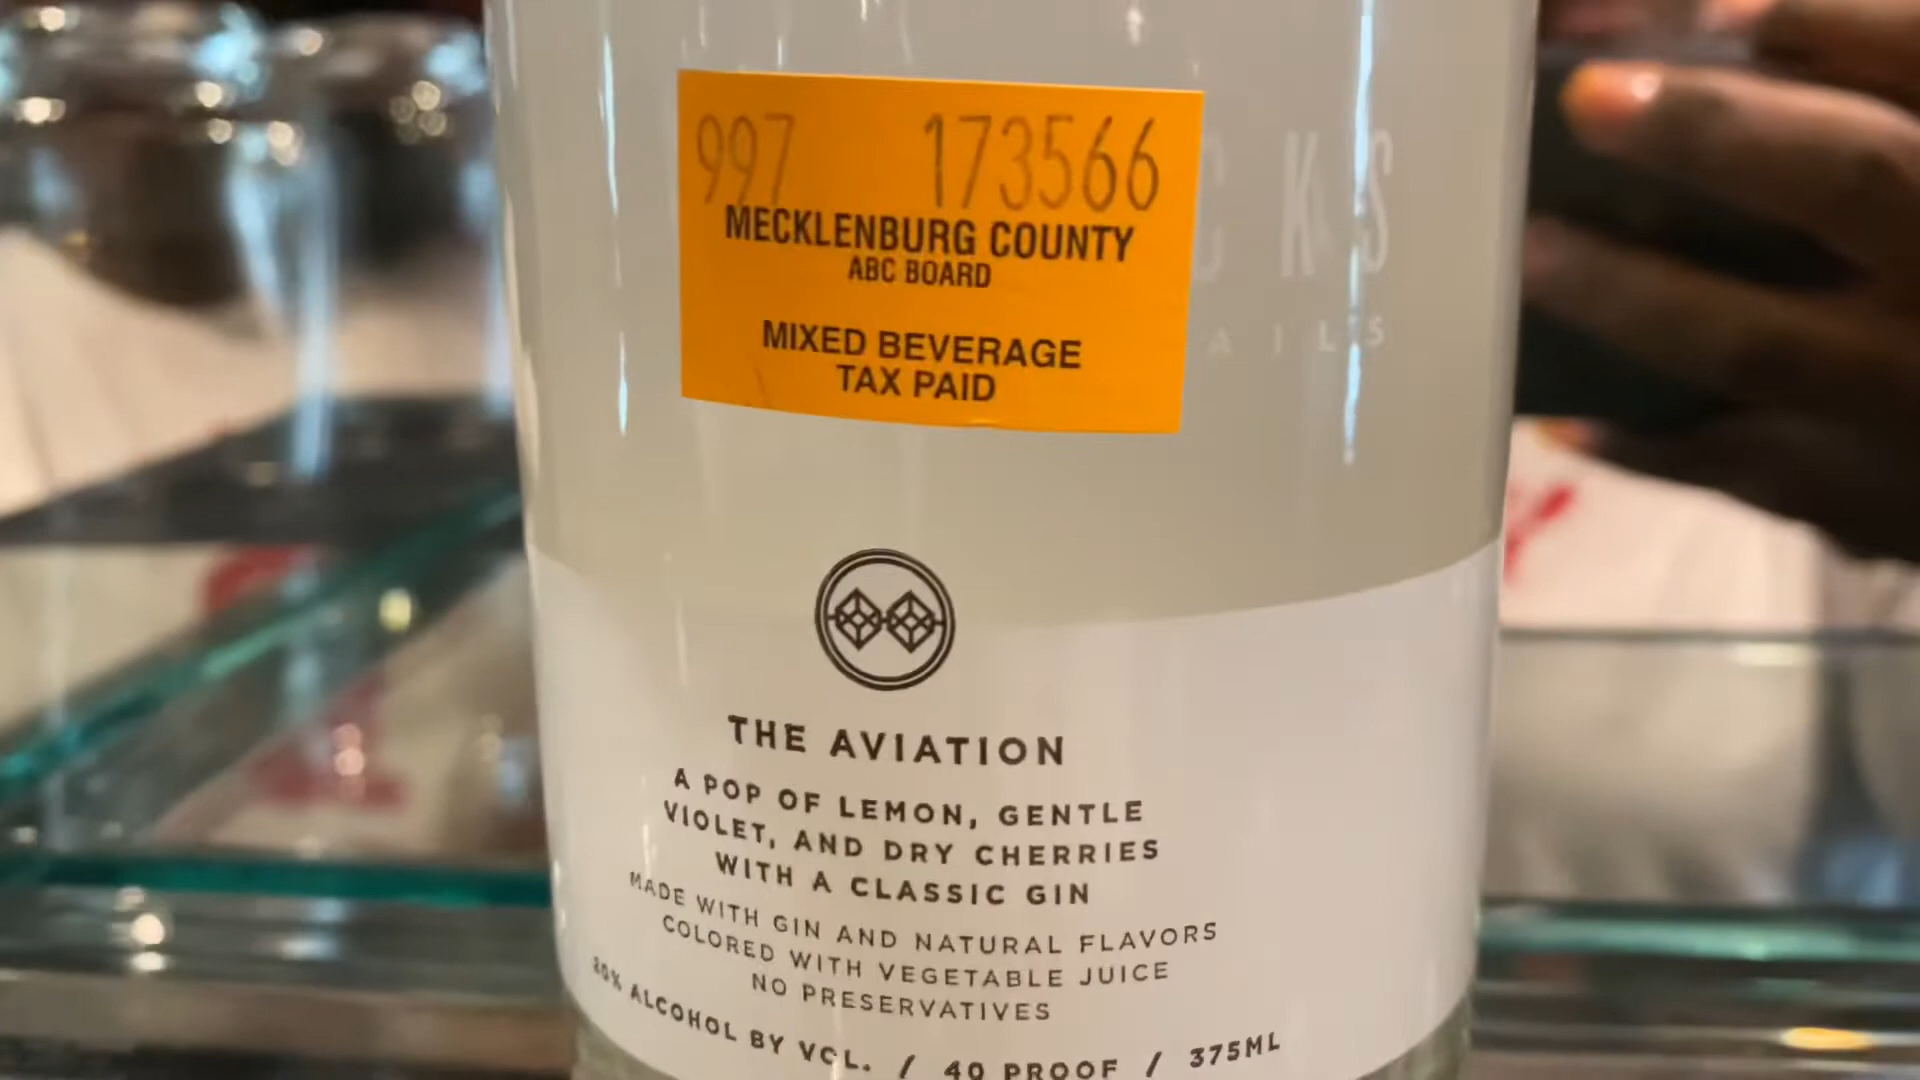 997 173566
MECKLENBURG COUNTY
ABC BOARD
MIXED BEVERAGE
TAX PAID
THE AVIATION
A POP OF LEMON, GENTLE
VIOLET, AND DRY CHERRIES
WITH A CLASSIC GIN
MADE WITH GIN AND NATURAL FLAVORS
COLORED WITH VEGETABLE JUICE
NO PRESERVATIVES
20% ALCOHOL BY VOL. / 40 PROOF / 375ML